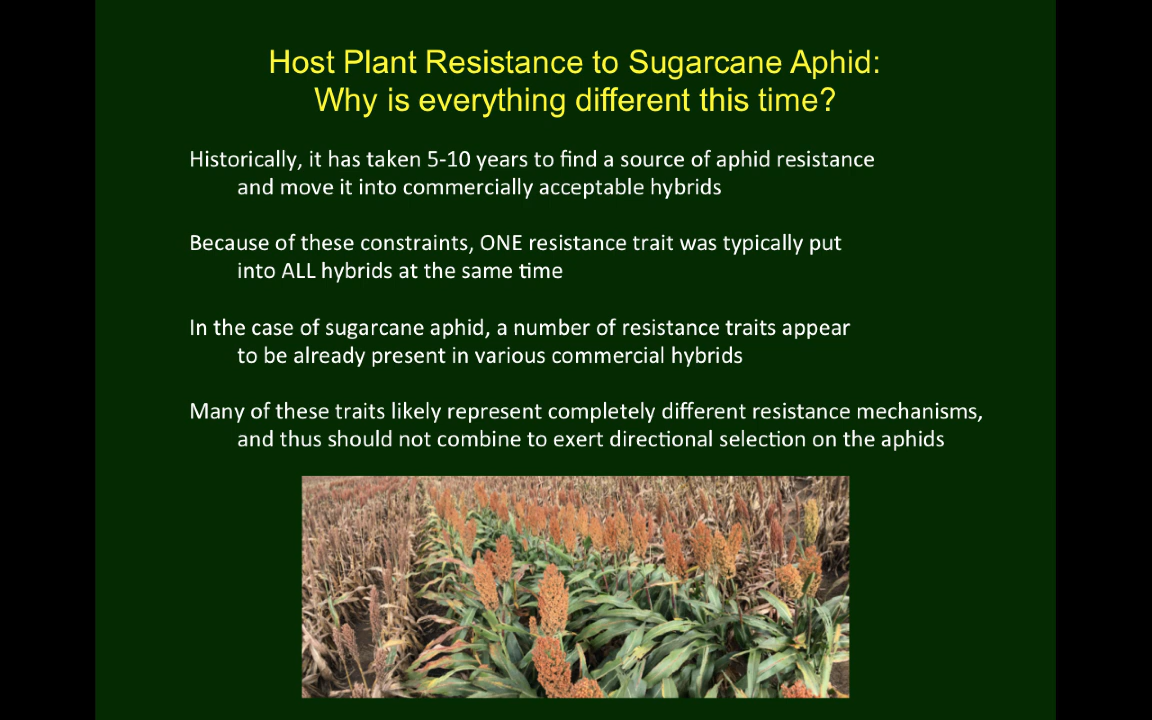 Host Plant Resistance to Sugarcane Aphid:
Why is everything different this time?
Historically, it has taken 5-10 years to find a source of aphid resistance
and move it into commercially acceptable hybrids
Because of these constraints, ONE resistance trait was typically put
into ALL hybrids at the same time
In the case of sugarcane aphid, a number of resistance traits appear
to be already present in various commercial hybrids
Many of these traits likely represent completely different resistance mechanisms,
and thus should not combine to exert directional selection on the aphids